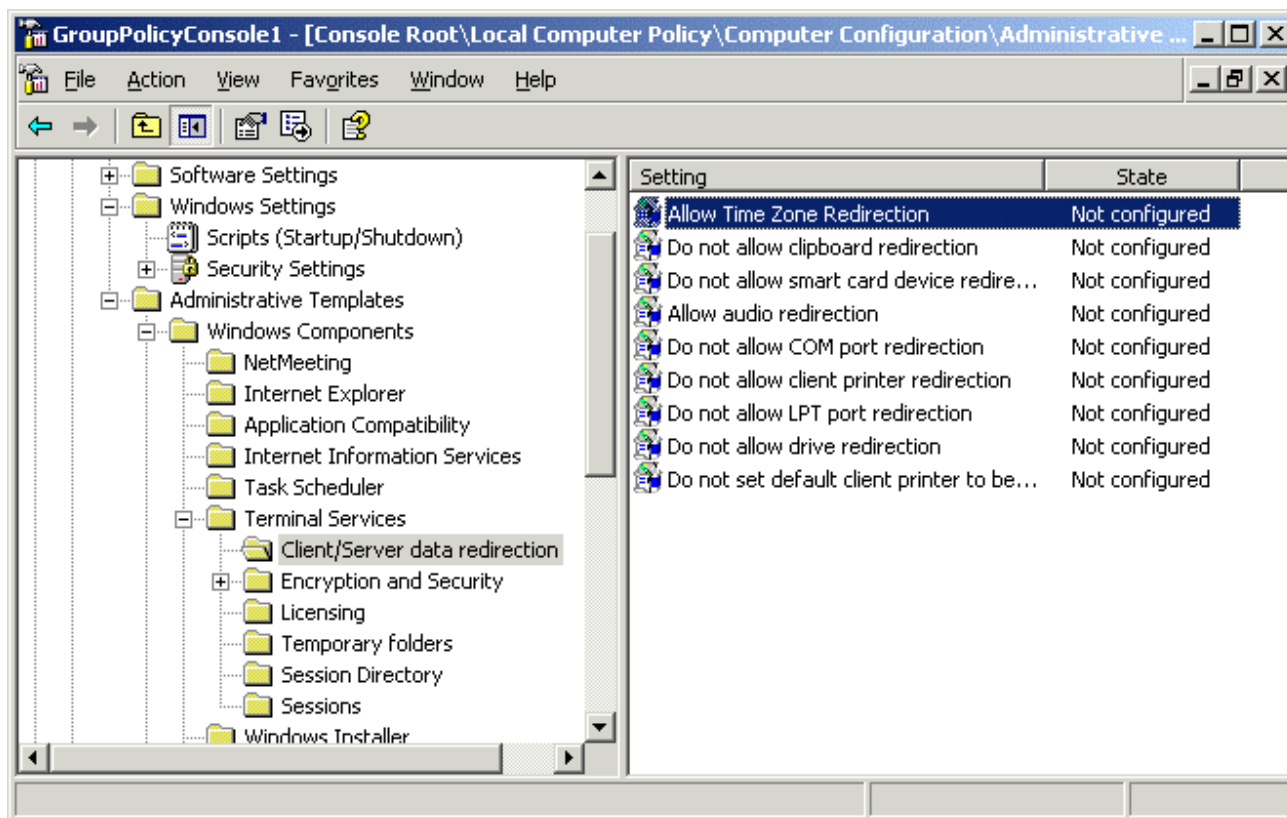 GroupPolicyConsole1 - [Console Root\Local Computer Policy\Computer Configuration\Administrative ...
File Action View Favorites Window Help
Software Settings
Windows Settings
Scripts (Startup/Shutdown)
Security Settings
Administrative Templates
Windows Components
NetMeeting
Internet Explorer
Application Compatibility
Internet Information Services
Task Scheduler
Terminal Services
Client/Server data redirection
Encryption and Security
Licensing
Temporary folders
Session Directory
Sessions
Windows Installer
Setting State
Allow Time Zone Redirection Not configured
Do not allow clipboard redirection Not configured
Do not allow smart card device redire... Not configured
Allow audio redirection Not configured
Do not allow COM port redirection Not configured
Do not allow client printer redirection Not configured
Do not allow LPT port redirection Not configured
Do not allow drive redirection Not configured
Do not set default client printer to be... Not configured